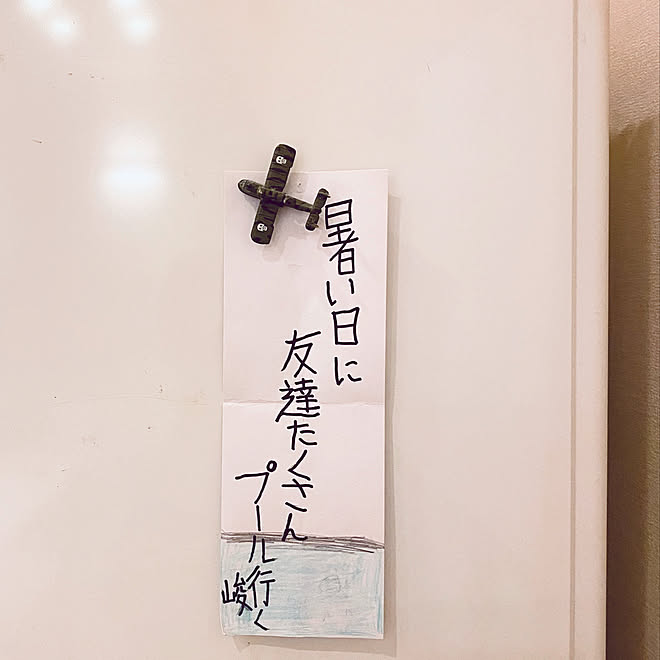 暑い日に
友達たくさん
プール行く
峻